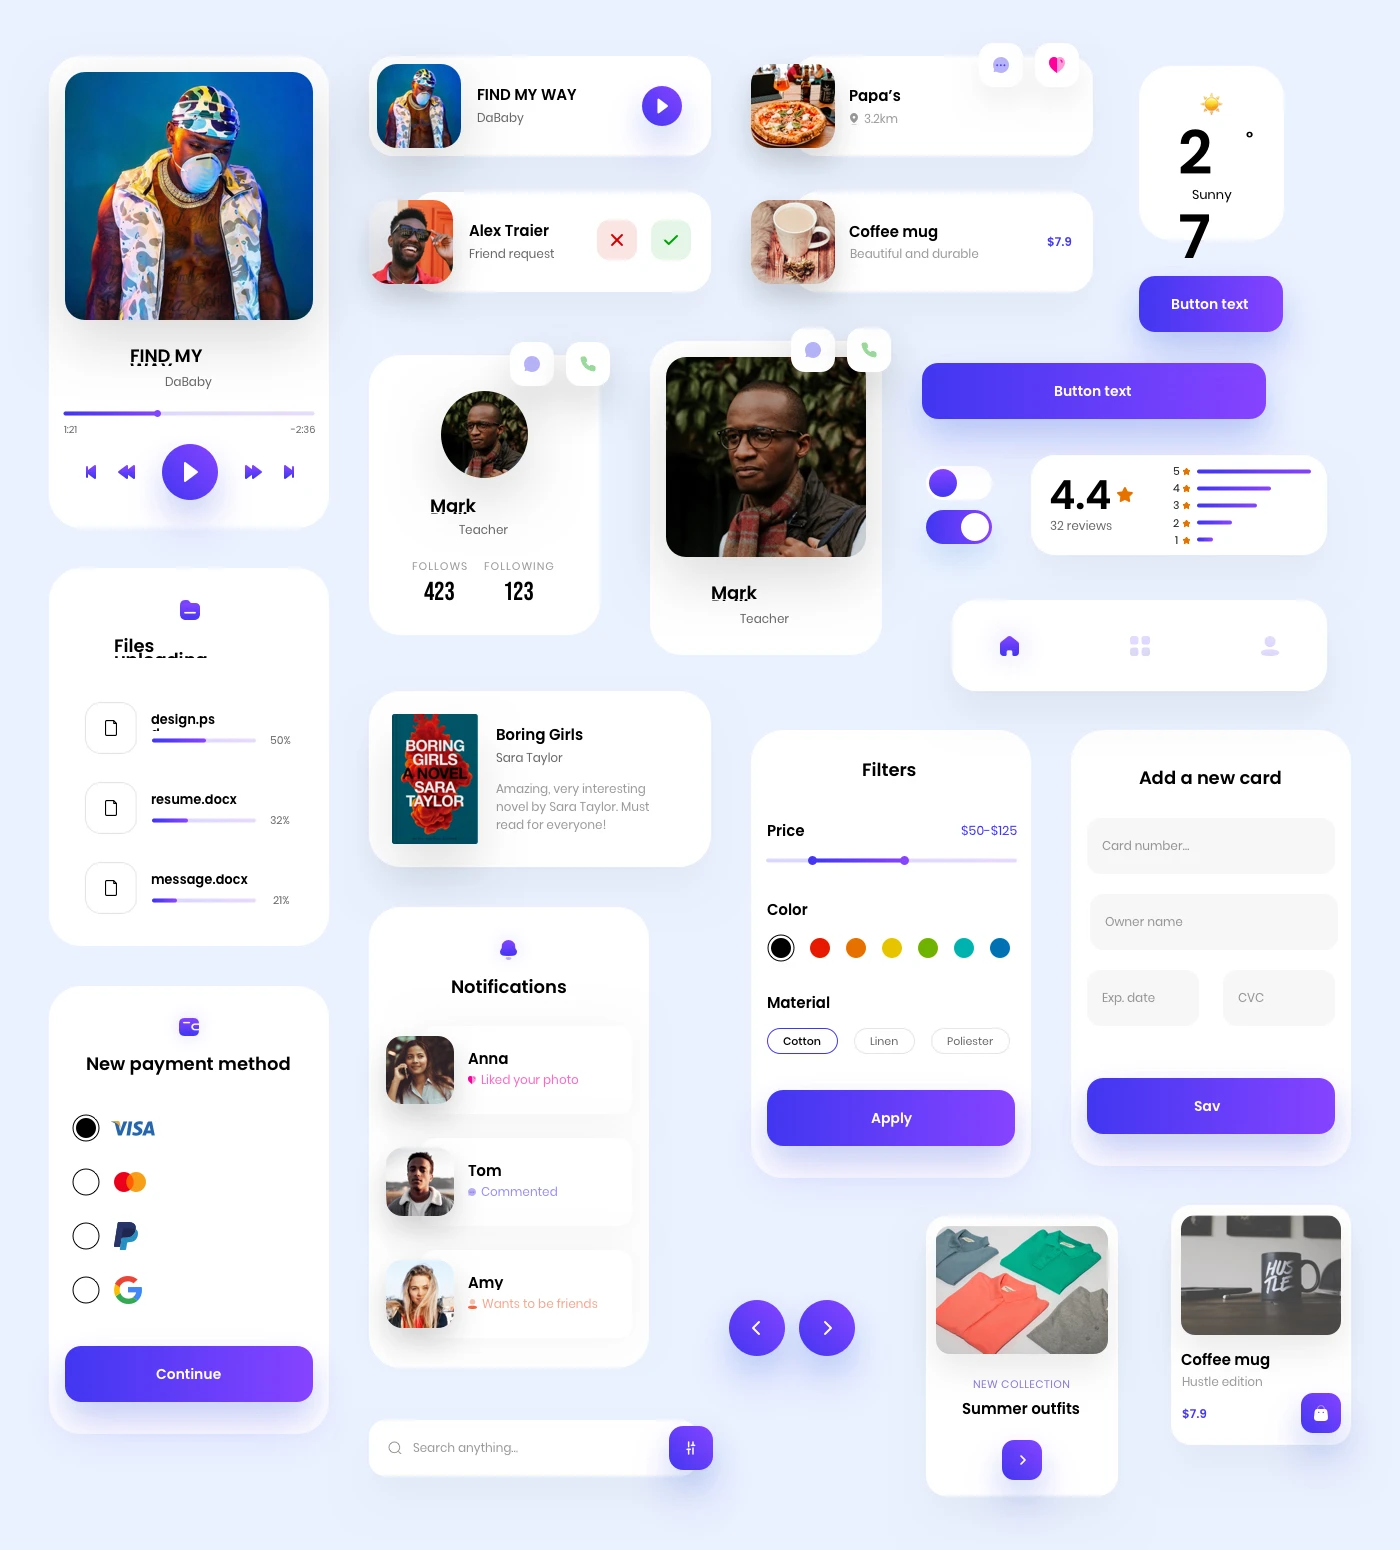 FIND MY
DaBaby
1:21
-2:36
FIND MY WAY
DaBaby
Papa's
3.2km
2
°
Sunny
7
Alex Traier
Friend request
Coffee mug
Beautiful and durable
$7.9
Button text
Button text
Mark
Teacher
FOLLOWS
FOLLOWING
423
123
Mark
Teacher
4.4
32 reviews
5
4
3
2
1
Files
uploading
design.ps
50%
resume.docx
32%
message.docx
21%
BORING
GIRLS
A NOVEL
SARA
TAYLOR
Boring Girls
Sara Taylor
Amazing, very interesting
novel by Sara Taylor. Must
read for everyone!
Filters
Price
$50-$125
Color
Material
Cotton
Linen
Poliester
Apply
Add a new card
Card number...
Owner name
Exp. date
CVC
Sav
Notifications
Anna
Liked your photo
Tom
Commented
Amy
Wants to be friends
New payment method
VISA
Continue
Search anything...
NEW COLLECTION
Summer outfits
HUS
TLE
Coffee mug
Hustle edition
$7.9